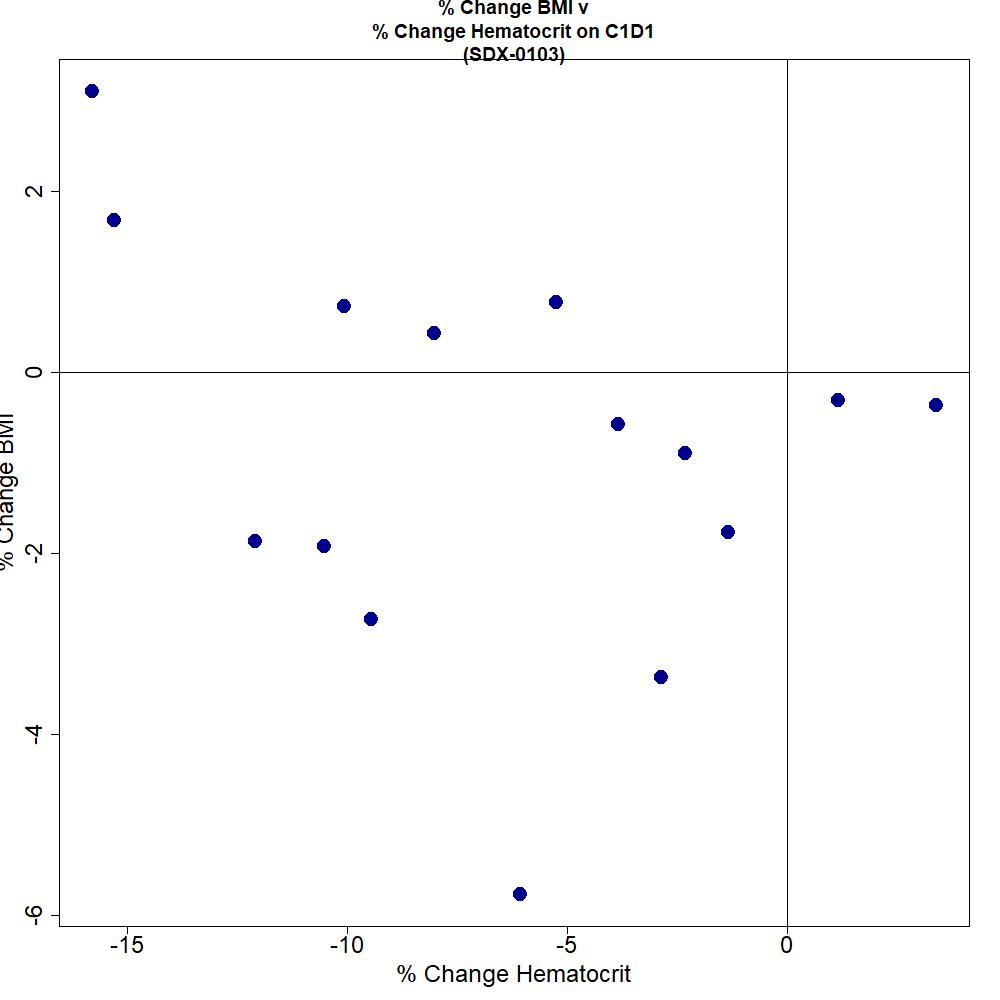 % Change BMI v
% Change Hematocrit on C1D1
(SDX-0103)
2
0
-2
-4
-6
% Change BMI
-15
-10
-5
0
% Change Hematocrit